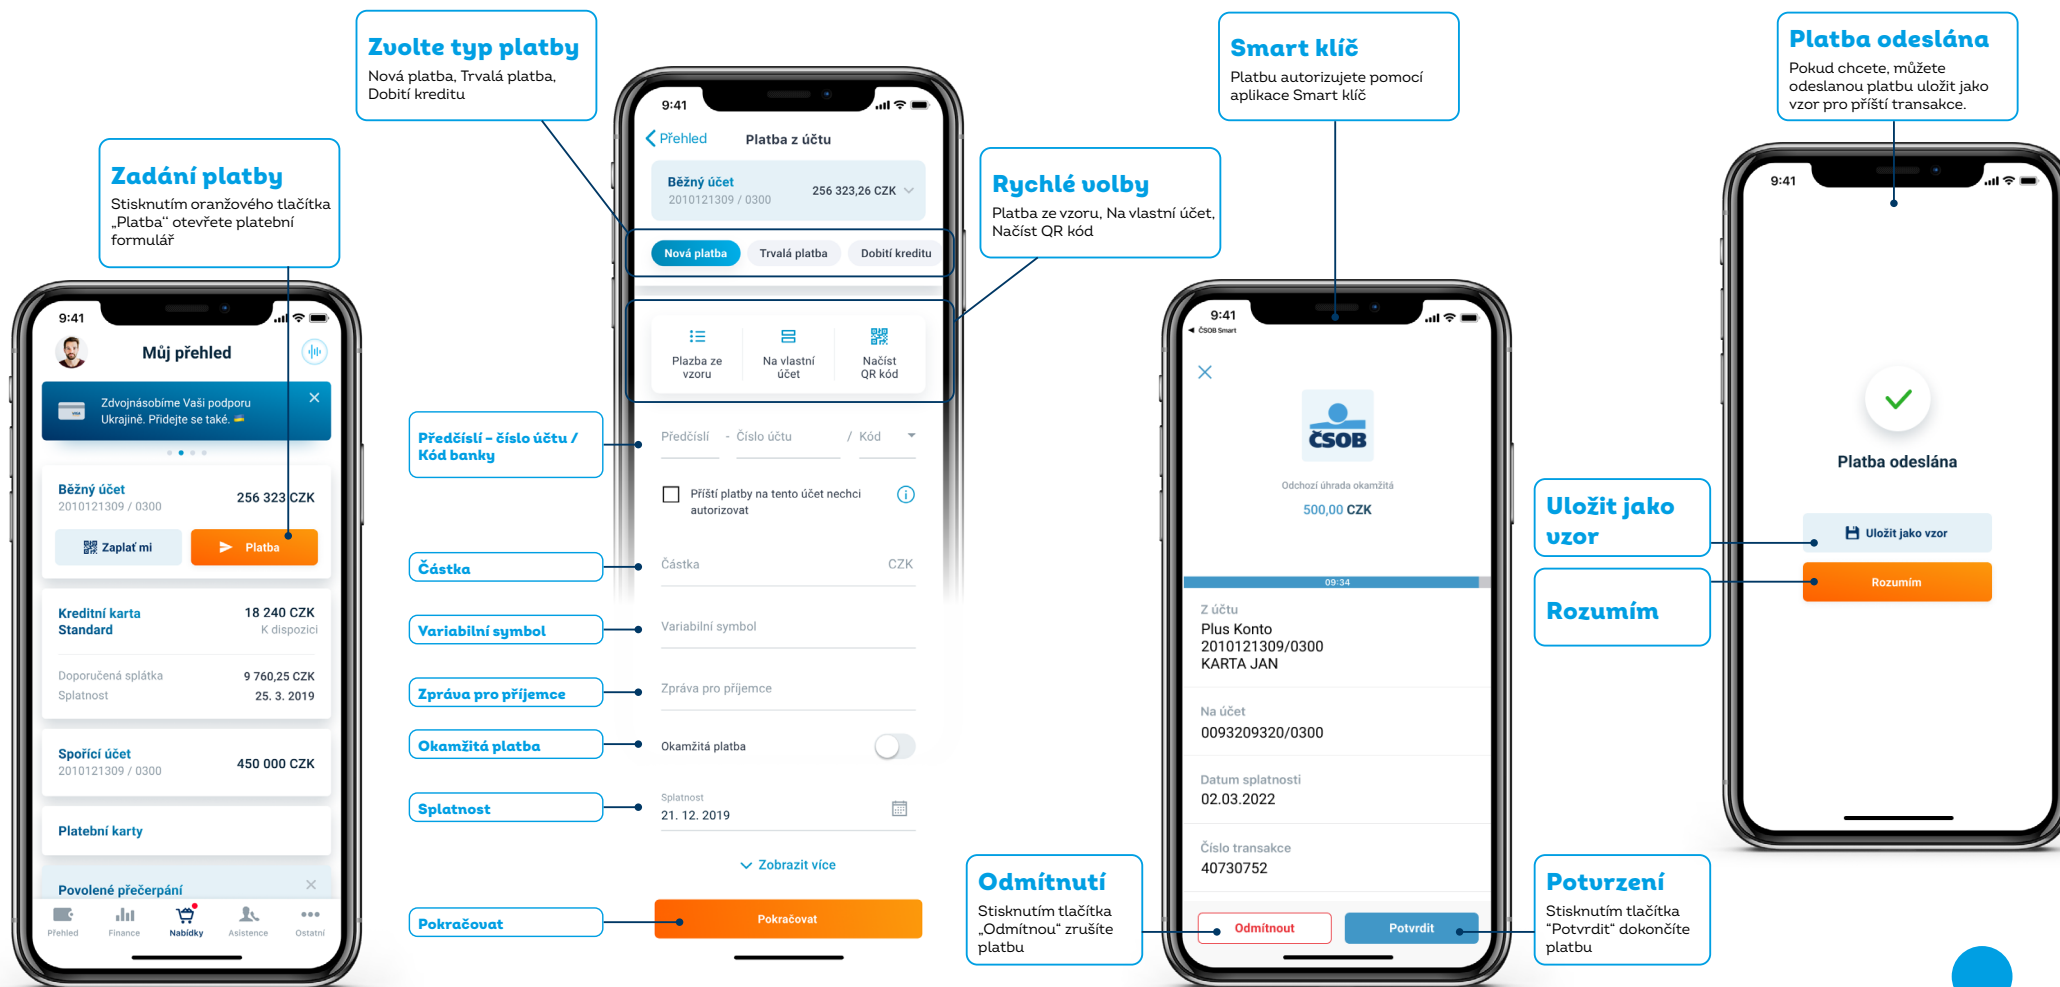 Zadání platby
Stisknutím oranžového tlačítka
„Platba“ otevřete platební
formulář
9:41
Můj přehled
Zdvojnásobíme Vaši podporu
Ukrajině. Přidejte se také.
Běžný účet
2010121309 / 0300
256 323 CZK
Zaplať mi
Platba
Kreditní karta
Standard
18 240 CZK
K dispozici
Doporučená splátka
9 760,25 CZK
Splatnost
25. 3. 2019
Spořící účet
2010121309 / 0300
450 000 CZK
Platební karty
Povolené přečerpání
Přehled
Finance
Nabídky
Asistence
Ostatní
Zvolte typ platby
Nová platba, Trvalá platba,
Dobití kreditu
9:41
Přehled
Platba z účtu
Běžný účet
2010121309 / 0300
256 323,26 CZK
Nová platba
Trvalá platba
Dobití kreditu
Rychlé volby
Platba ze vzoru, Na vlastní účet,
Načíst QR kód
Plazba ze
vzoru
Na vlastní
účet
Načíst
QR kód
Předčíslí – číslo účtu /
Kód banky
Předčíslí - Číslo účtu / Kód
Příští platby na tento účet nechci
autorizovat
Částka
Částka
CZK
Variabilní symbol
Variabilní symbol
Zpráva pro příjemce
Zpráva pro příjemce
Okamžitá platba
Okamžitá platba
Splatnost
Splatnost
21. 12. 2019
Zobrazit více
Pokračovat
Pokračovat
Smart klíč
Platbu autorizujete pomocí
aplikace Smart klíč
9:41
ČSOB Smart
ČSOB
Odchozí úhrada okamžitá
500,00 CZK
09:34
Z účtu
Plus Konto
2010121309/0300
KARTA JAN
Na účet
0093209320/0300
Datum splatnosti
02.03.2022
Číslo transakce
40730752
Odmítnout
Potvrdit
Odmítnutí
Stisknutím tlačítka
„Odmítnou“ zrušíte
platbu
Potvrzení
Stisknutím tlačítka
“Potvrdit“ dokončíte
platbu
Platba odeslána
Pokud chcete, můžete
odeslanou platbu uložit jako
vzor pro příští transakce.
9:41
Platba odeslána
Uložit jako
vzor
Uložit jako vzor
Rozumím
Rozumím